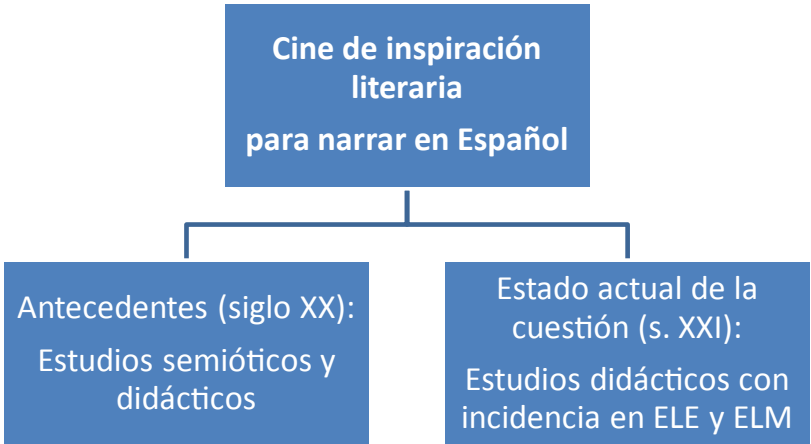 Cine de inspiración
literaria
para narrar en Español
Antecedentes (siglo XX):
Estudios semióticos y
didácticos
Estado actual de la
cuestión (s. XXI):
Estudios didácticos con
incidencia en ELE y ELM